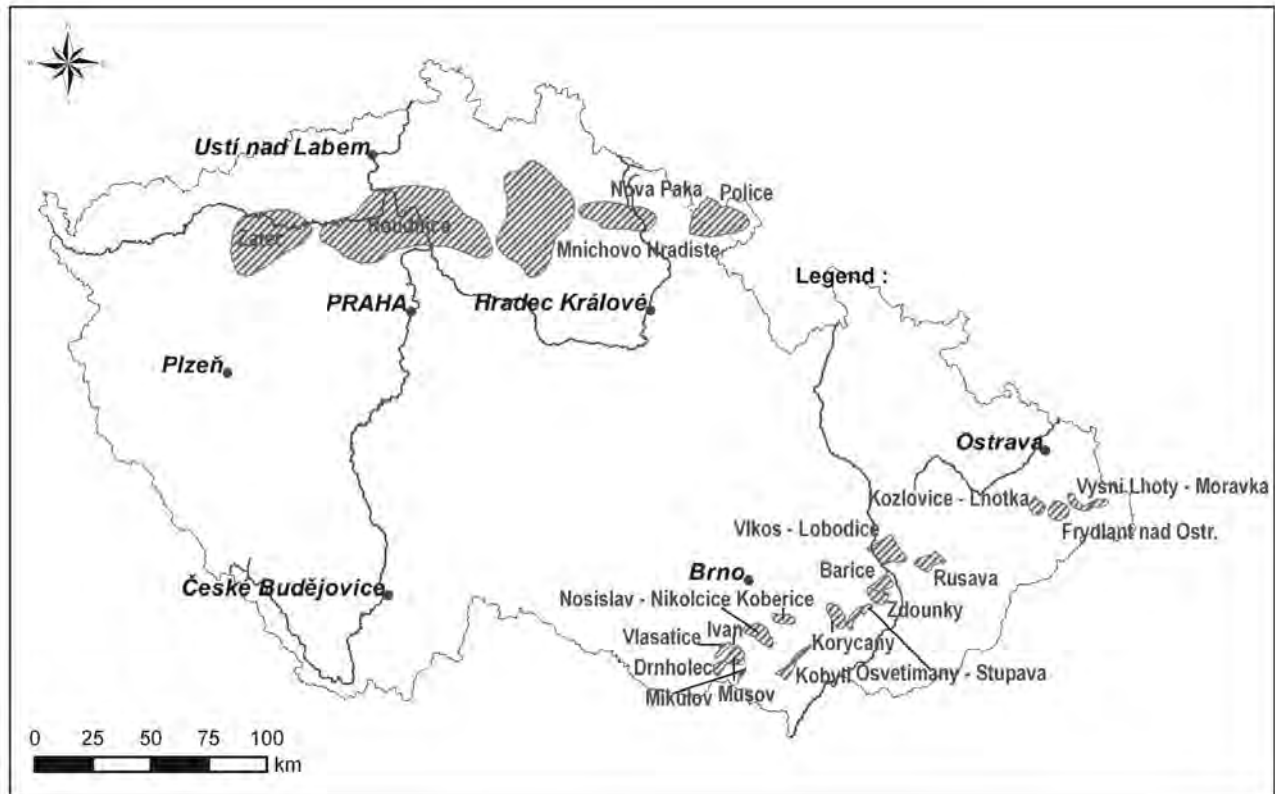 Ustí nad Labem
Nova Paka
Police
Zatec
Roudnica
Mnichovo Hradiste
Legend :
PRAHA
Hradec Králové
Plzeň
Ostrava
Vysni Lhoty - Moravka
Kozlovice - Lhotka
Frydlant nad Ostr.
Vlkos - Lobodice
Barice
Rusava
Brno
České Budějovice
Zdounky
Nosislav - Nikolcice
Koberice
Ivan
Vlasatice
Korycany
Drnholec
Kobyli
Osvetimany - Stupava
Mikulov
Musov
0 25 50 75 100
km